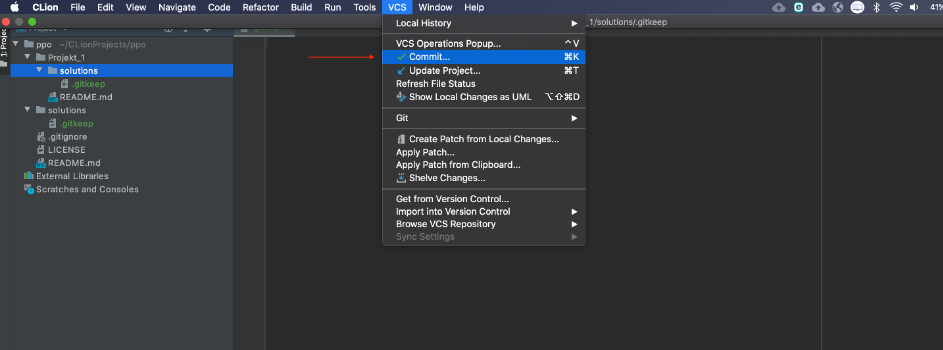 CLion File Edit View Navigate Code Refactor Build Run Tools VCS Window Help 41%
_1/solutions/.gitkeep
Project
1: Project
ppo ~/CLionProjects/ppo
Projekt_1
solutions
.gitkeep
README.md
solutions
.gitkeep
.gitignore
LICENSE
README.md
External Libraries
Scratches and Consoles
Local History
VCS Operations Popup... ^V
Commit... ⌘K
Update Project... ⌘T
Refresh File Status
Show Local Changes as UML ⌥⇧⌘D
Git
Create Patch from Local Changes...
Apply Patch...
Apply Patch from Clipboard...
Shelve Changes...
Get from Version Control...
Import into Version Control
Browse VCS Repository
Sync Settings